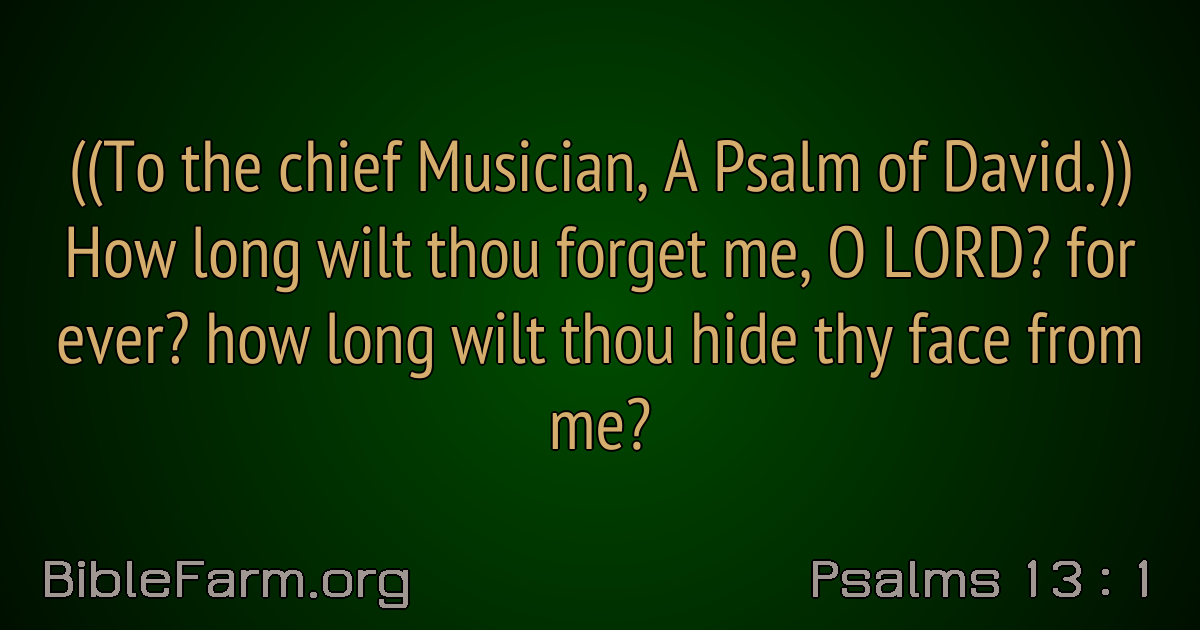 ((To the chief Musician, A Psalm of David.))
How long wilt thou forget me, O LORD? for
ever? how long wilt thou hide thy face from
me?
BibleFarm.org
Psalms 13 : 1